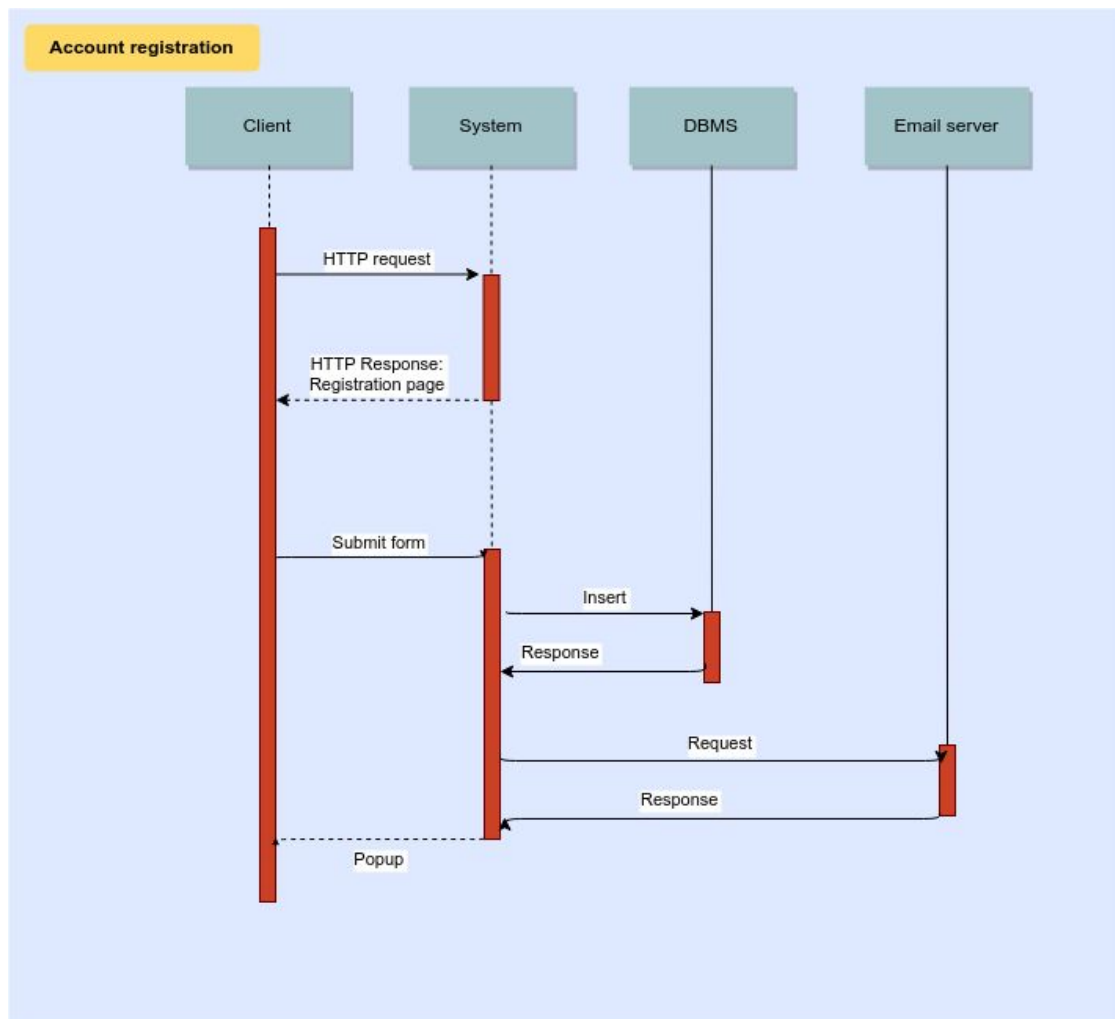 Account registration
Client
System
DBMS
Email server
HTTP request
HTTP Response:
Registration page
Submit form
Insert
Response
Request
Response
Popup